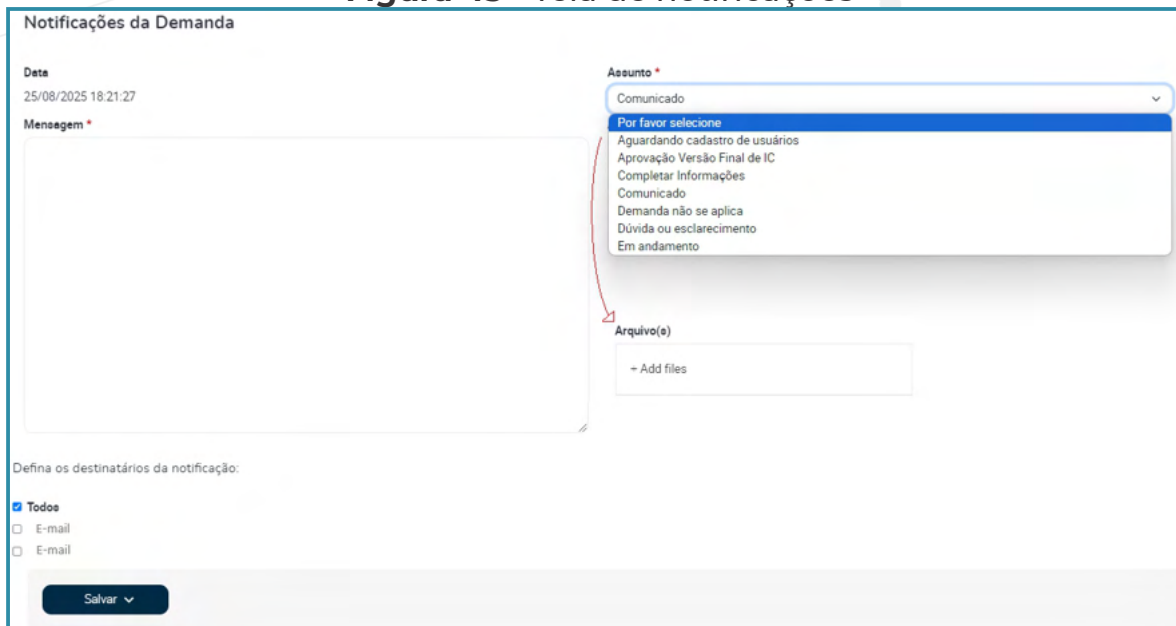 Notificações da Demanda
Data
25/08/2025 18:21:27
Mensagem *
Assunto *
Comunicado
Por favor selecione
Aguardando cadastro de usuários
Aprovação Versão Final de IC
Completar Informações
Comunicado
Demanda não se aplica
Dúvida ou esclarecimento
Em andamento
Arquivo(s)
+ Add files
Defina os destinatários da notificação:
Todos
E-mail
E-mail
Salvar